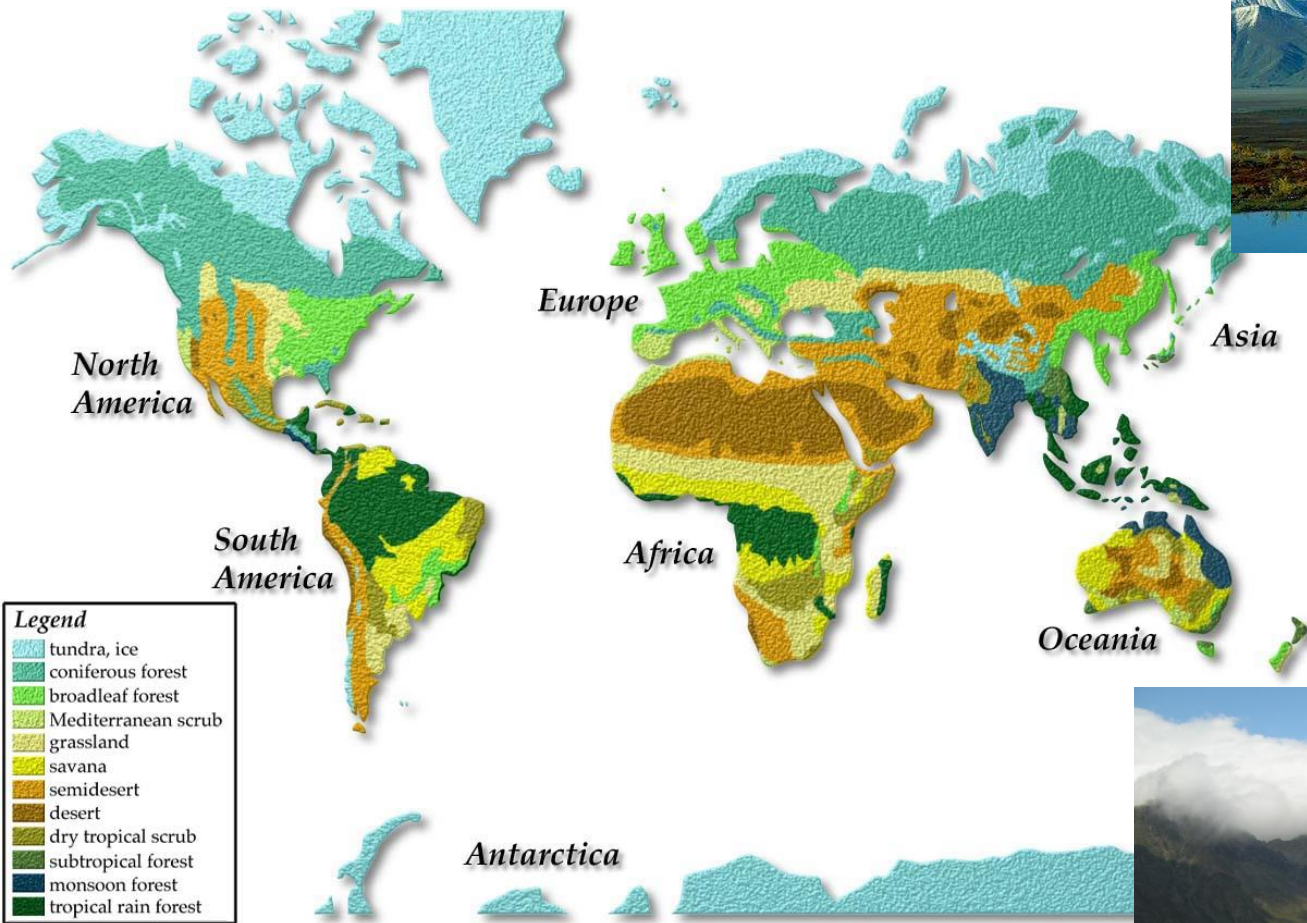 Europe
Asia
North
America
South
America
Africa
Oceania
Legend
tundra, ice
coniferous forest
broadleaf forest
Mediterranean scrub
grassland
savana
semidesert
desert
dry tropical scrub
subtropical forest
monsoon forest
tropical rain forest
Antarctica